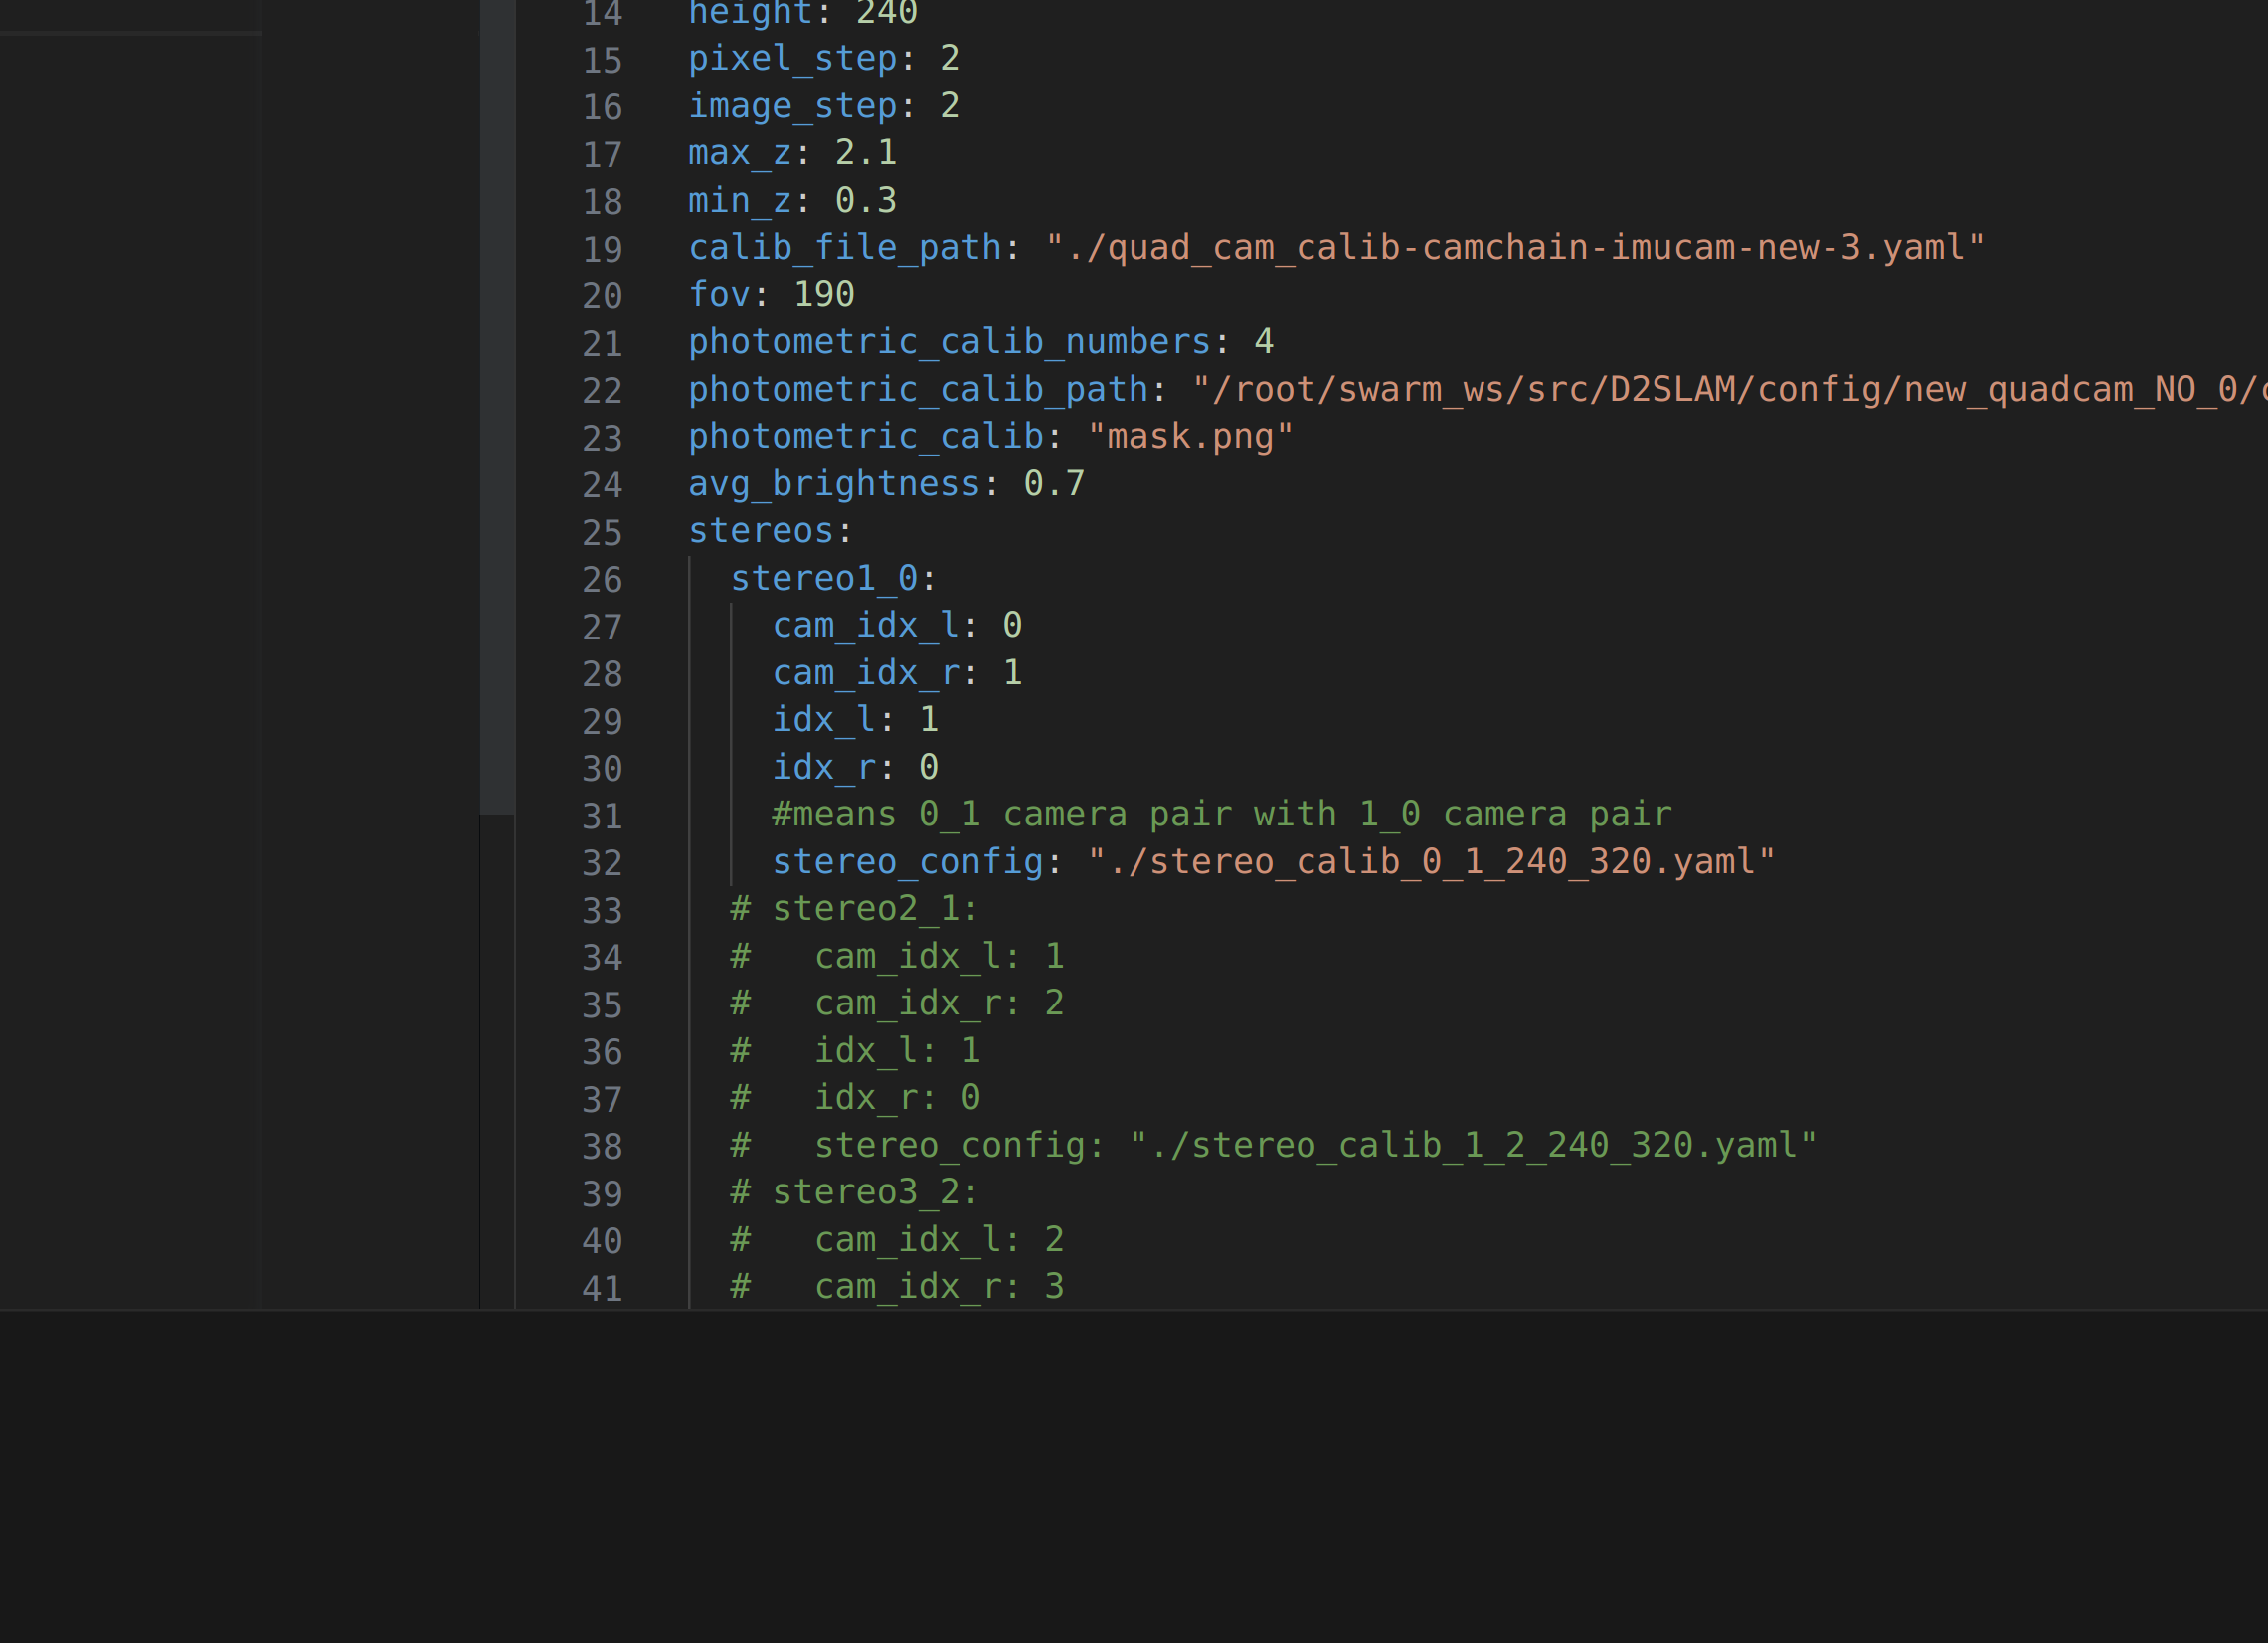 14 height: 240
15 pixel_step: 2
16 image_step: 2
17 max_z: 2.1
18 min_z: 0.3
19 calib_file_path: "./quad_cam_calib-camchain-imucam-new-3.yaml"
20 fov: 190
21 photometric_calib_numbers: 4
22 photometric_calib_path: "/root/swarm_ws/src/D2SLAM/config/new_quadcam_NO_0/
23 photometric_calib: "mask.png"
24 avg_brightness: 0.7
25 stereos:
26   stereo1_0:
27     cam_idx_l: 0
28     cam_idx_r: 1
29     idx_l: 1
30     idx_r: 0
31     #means 0_1 camera pair with 1_0 camera pair
32     stereo_config: "./stereo_calib_0_1_240_320.yaml"
33   # stereo2_1:
34   #   cam_idx_l: 1
35   #   cam_idx_r: 2
36   #   idx_l: 1
37   #   idx_r: 0
38   #   stereo_config: "./stereo_calib_1_2_240_320.yaml"
39   # stereo3_2:
40   #   cam_idx_l: 2
41   #   cam_idx_r: 3